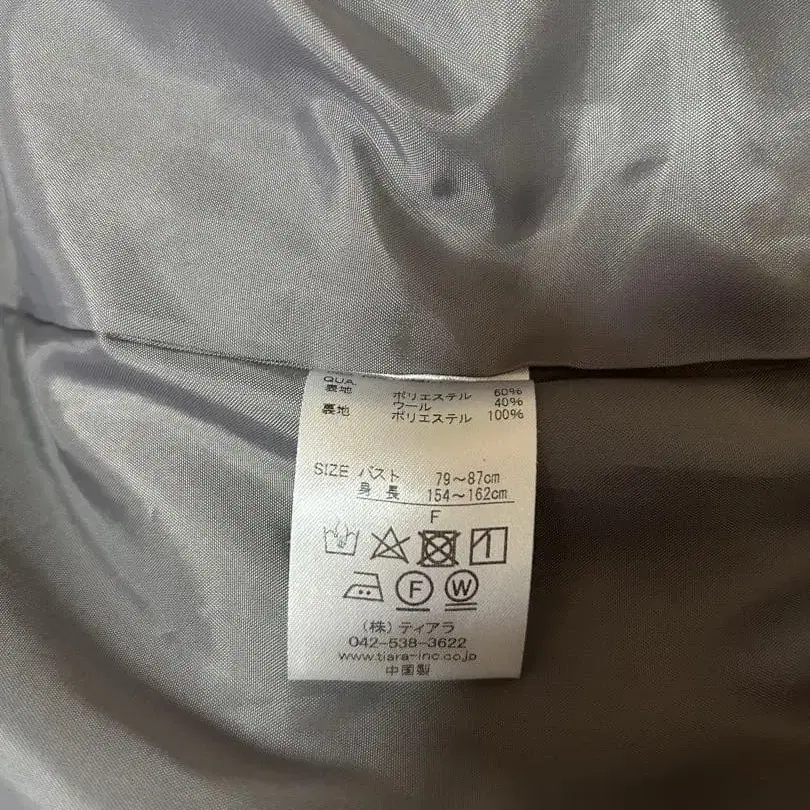 QUA.
表地 ポリエステル 60%
ウール 40%
裏地 ポリエステル 100%
SIZE バスト 79～87cm
身長 154～162cm
F
F W
(株)ティアラ
042-538-3622
www.tiara-inc.co.jp
中国製